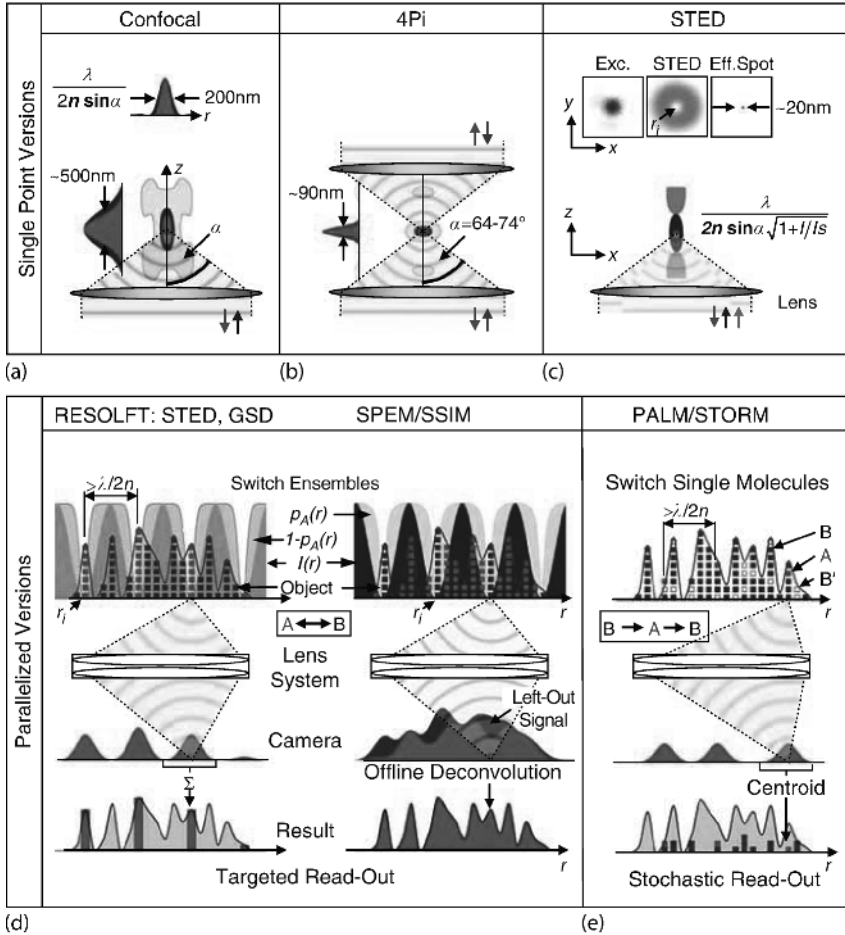 Confocal
4Pi
STED
Single Point Versions
λ
2n sinα
200nm
r
~500nm
z
α
~90nm
α=64-74°
Exc.
STED
Eff.Spot
y
r_i
~20nm
x
z
x
λ
2n sinα√1+I/Is
Lens
(a)
(b)
(c)
Parallelized Versions
RESOLFT: STED, GSD
SPEM/SSIM
PALM/STORM
>λ/2n
Switch Ensembles
p_A(r)
1-p_A(r)
I(r)
Object
r_i
r_i
r
A ↔ B
Lens
System
Left-Out
Signal
Camera
Σ
Offline Deconvolution
Result
r
Targeted Read-Out
Switch Single Molecules
>λ/2n
B
A
B'
r
B → A → B
Centroid
r
Stochastic Read-Out
(d)
(e)